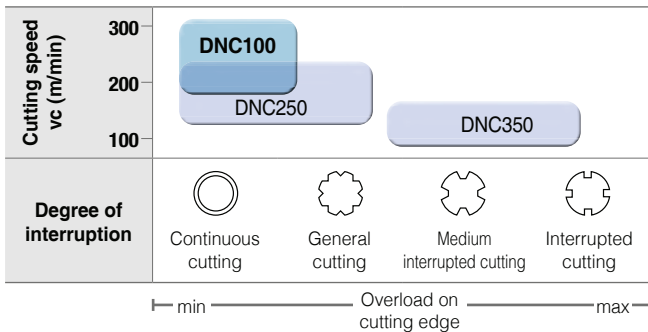 Cutting speed
vc (m/min)
300
200
100
DNC100
DNC250
DNC350
Degree of
interruption
Continuous
cutting
General
cutting
Medium
interrupted cutting
Interrupted
cutting
min
Overload on
cutting edge
max